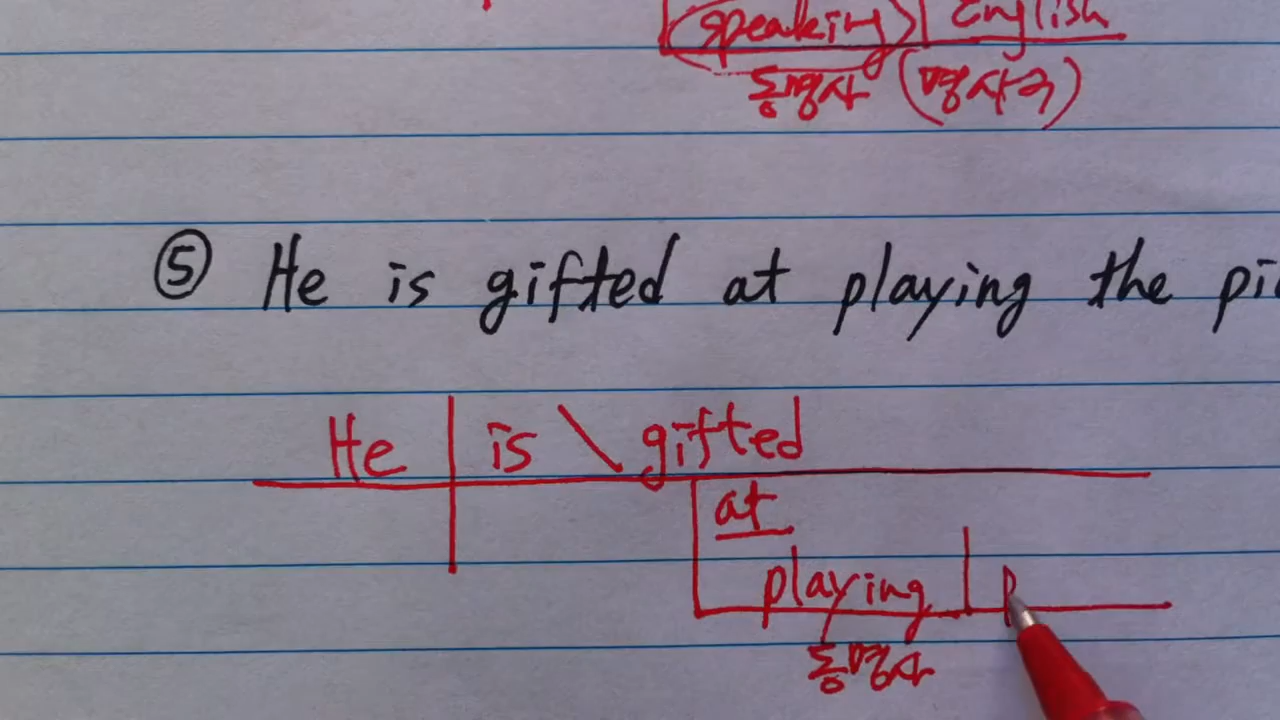 speaking English
동명사 (명사구)
⑤ He is gifted at playing the pi
He is \ gifted
at
playing p
동명사